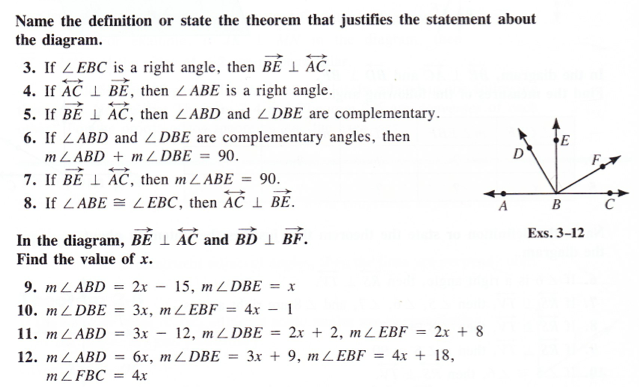 Name the definition or state the theorem that justifies the statement about
the diagram.
3. If ∠EBC is a right angle, then B͞E⃗ ⊥ A͞C⃡.
4. If AC⃡ ⊥ BE⃗, then ∠ABE is a right angle.
5. If BE⃗ ⊥ AC⃡, then ∠ABD and ∠DBE are complementary.
6. If ∠ABD and ∠DBE are complementary angles, then
m∠ABD + m∠DBE = 90.
7. If BE⃗ ⊥ AC⃡, then m∠ABE = 90.
8. If ∠ABE ≅ ∠EBC, then AC⃡ ⊥ BE⃗.
D
E
F
A
B
C
Exs. 3–12
In the diagram, BE⃗ ⊥ AC⃡ and BD⃗ ⊥ BF⃗.
Find the value of x.
9. m∠ABD = 2x − 15, m∠DBE = x
10. m∠DBE = 3x, m∠EBF = 4x − 1
11. m∠ABD = 3x − 12, m∠DBE = 2x + 2, m∠EBF = 2x + 8
12. m∠ABD = 6x, m∠DBE = 3x + 9, m∠EBF = 4x + 18,
m∠FBC = 4x